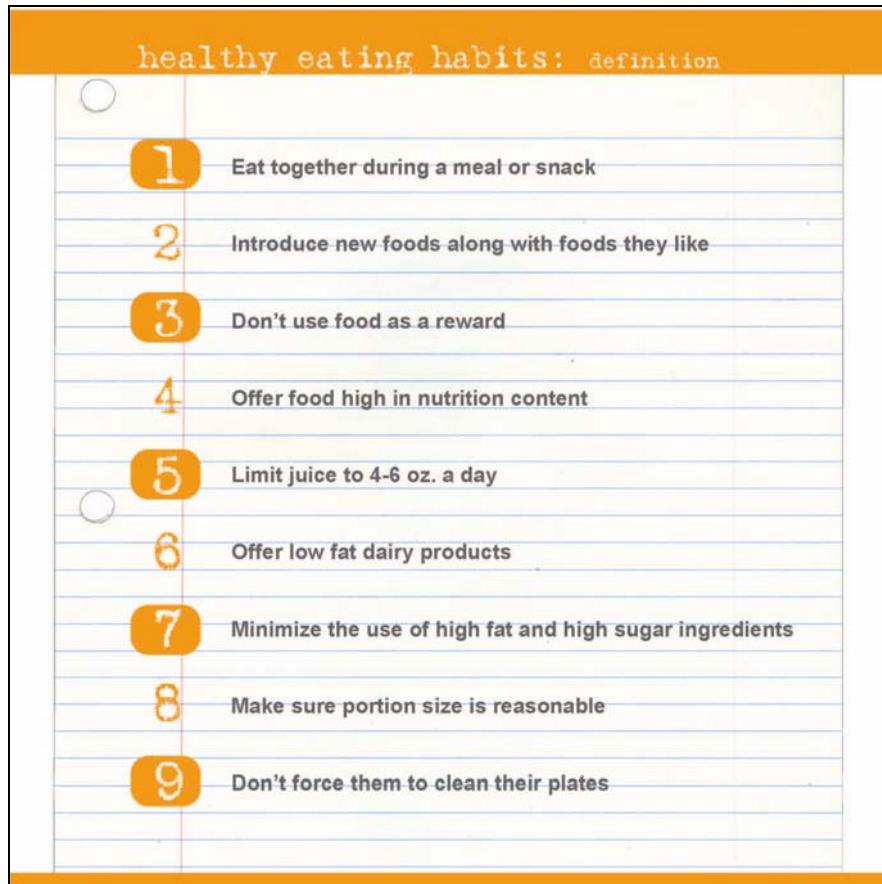 healthy eating habits: definition
1 Eat together during a meal or snack
2 Introduce new foods along with foods they like
3 Don't use food as a reward
4 Offer food high in nutrition content
5 Limit juice to 4-6 oz. a day
6 Offer low fat dairy products
7 Minimize the use of high fat and high sugar ingredients
8 Make sure portion size is reasonable
9 Don't force them to clean their plates